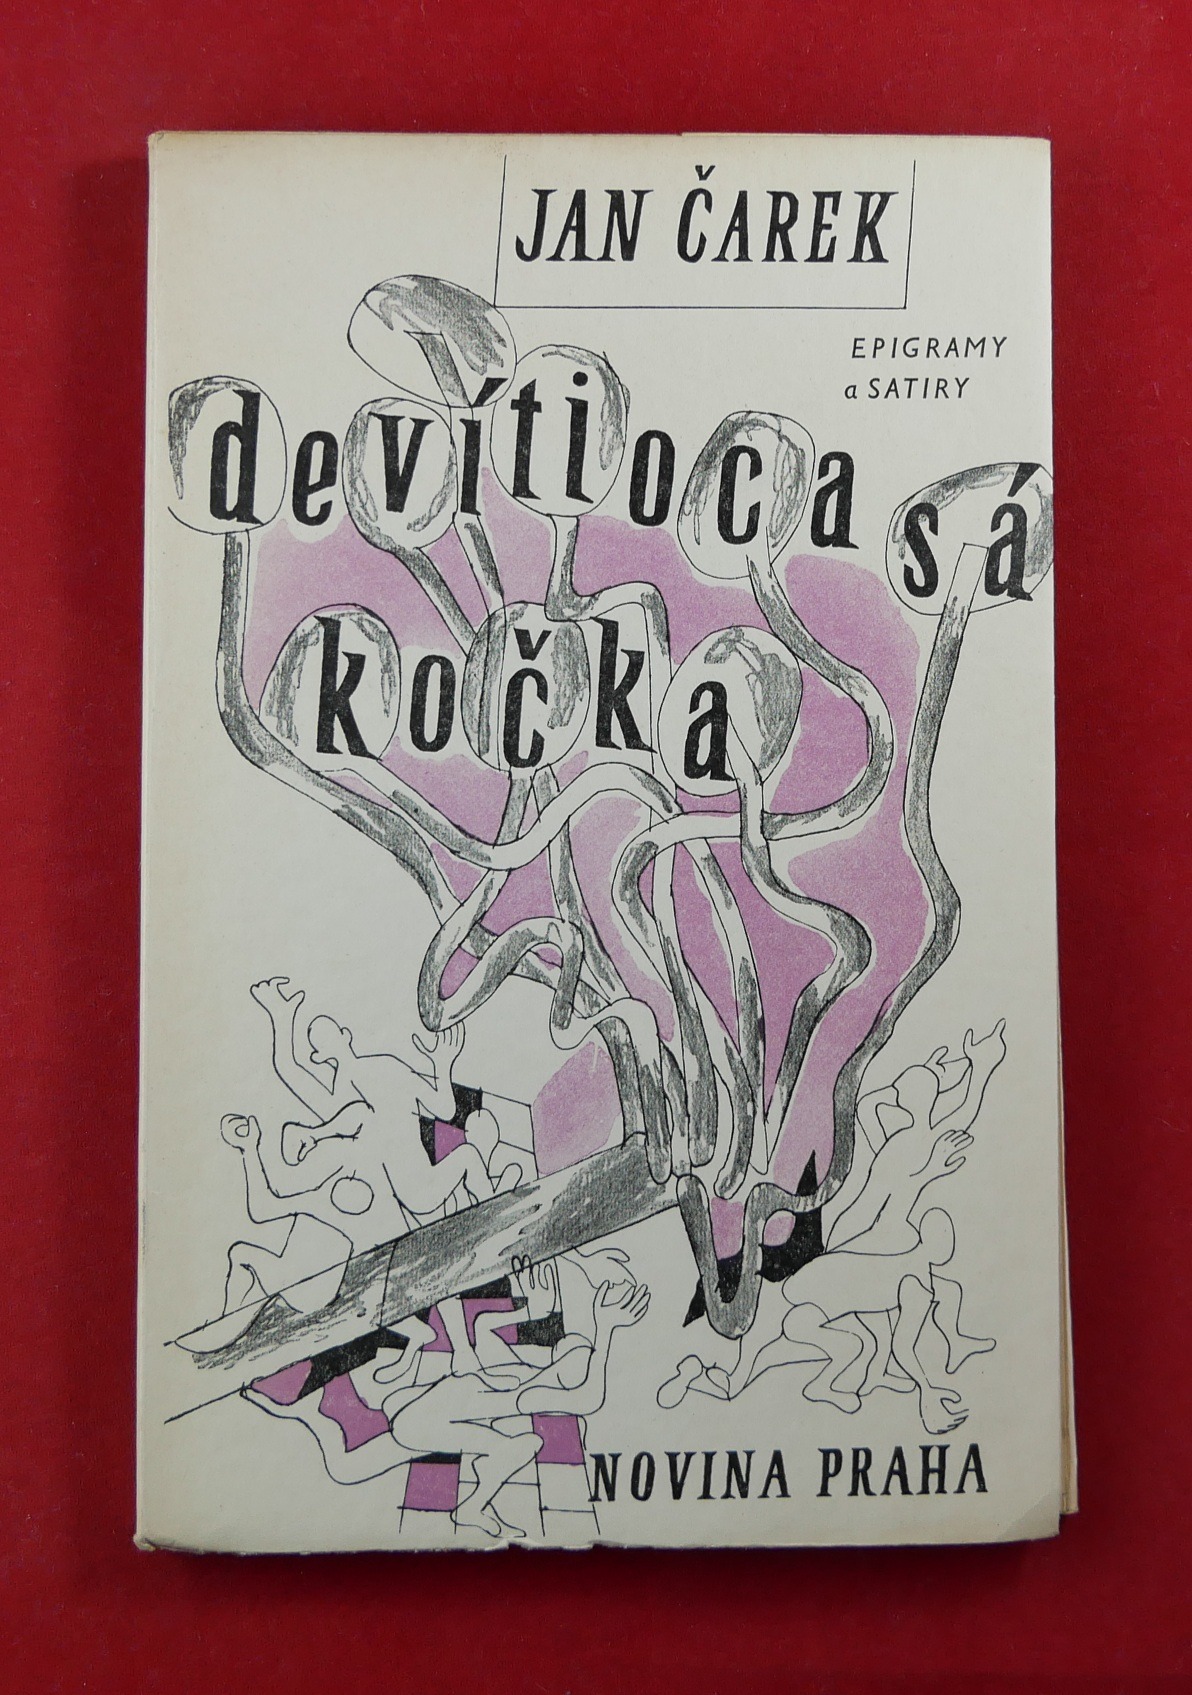 JAN ČAREK
EPIGRAMY
a SATIRY
devítiocasá
kočka
NOVINA PRAHA